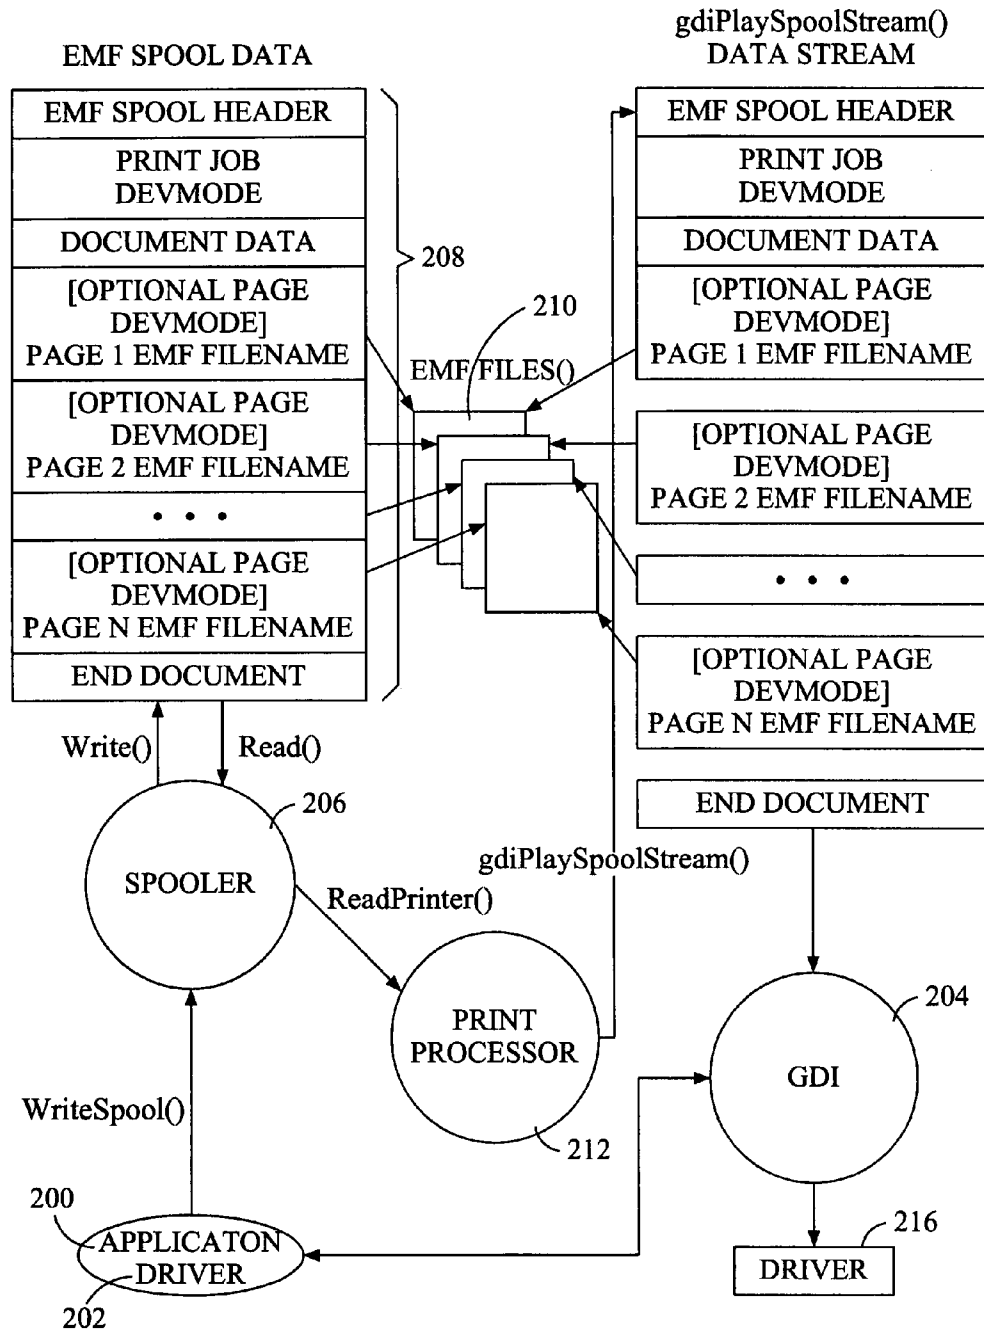 EMF SPOOL DATA
EMF SPOOL HEADER
PRINT JOB
DEVMODE
DOCUMENT DATA
[OPTIONAL PAGE
DEVMODE]
PAGE 1 EMF FILENAME
[OPTIONAL PAGE
DEVMODE]
PAGE 2 EMF FILENAME
• • •
[OPTIONAL PAGE
DEVMODE]
PAGE N EMF FILENAME
END DOCUMENT
208
210
EMF FILES()
gdiPlaySpoolStream()
DATA STREAM
EMF SPOOL HEADER
PRINT JOB
DEVMODE
DOCUMENT DATA
[OPTIONAL PAGE
DEVMODE]
PAGE 1 EMF FILENAME
[OPTIONAL PAGE
DEVMODE]
PAGE 2 EMF FILENAME
• • •
[OPTIONAL PAGE
DEVMODE]
PAGE N EMF FILENAME
END DOCUMENT
Write()
Read()
206
SPOOLER
ReadPrinter()
gdiPlaySpoolStream()
PRINT
PROCESSOR
212
204
GDI
WriteSpool()
200
APPLICATON
DRIVER
202
216
DRIVER